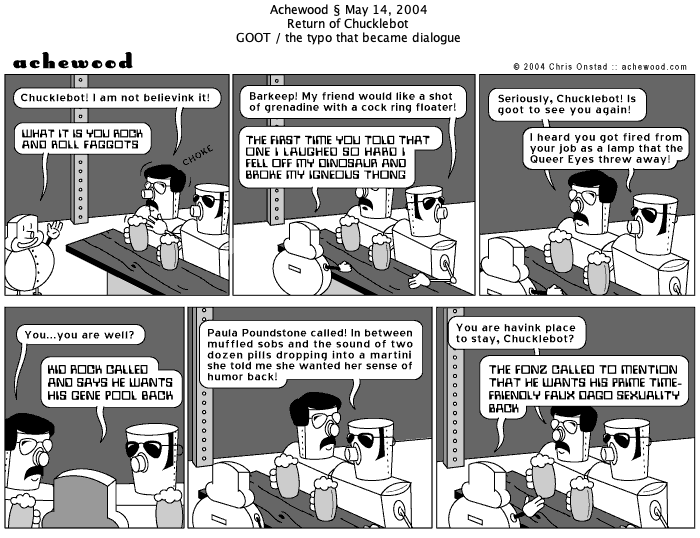 Achewood § May 14, 2004
Return of Chucklebot
GOOT / the typo that became dialogue
achewood
© 2004 Chris Onstad :: achewood.com
Chucklebot! I am not believink it!
WHAT IT IS YOU ROCK
AND ROLL FAGGOTS
CHOKE
Barkeep! My friend would like a shot
of grenadine with a cock ring floater!
THE FIRST TIME YOU TOLD THAT
ONE I LAUGHED SO HARD I
FELL OFF MY DINOSAUR AND
BROKE MY IGNEOUS THONG
Seriously, Chucklebot! Is
goot to see you again!
I heard you got fired from
your job as a lamp that the
Queer Eyes threw away!
You...you are well?
KID ROCK CALLED
AND SAYS HE WANTS
HIS GENE POOL BACK
Paula Poundstone called! In between
muffled sobs and the sound of two
dozen pills dropping into a martini
she told me she wanted her sense of
humor back!
You are havink place
to stay, Chucklebot?
THE FONZ CALLED TO MENTION
THAT HE WANTS HIS PRIME TIME-
FRIENDLY FAUX DAGO SEXUALITY
BACK